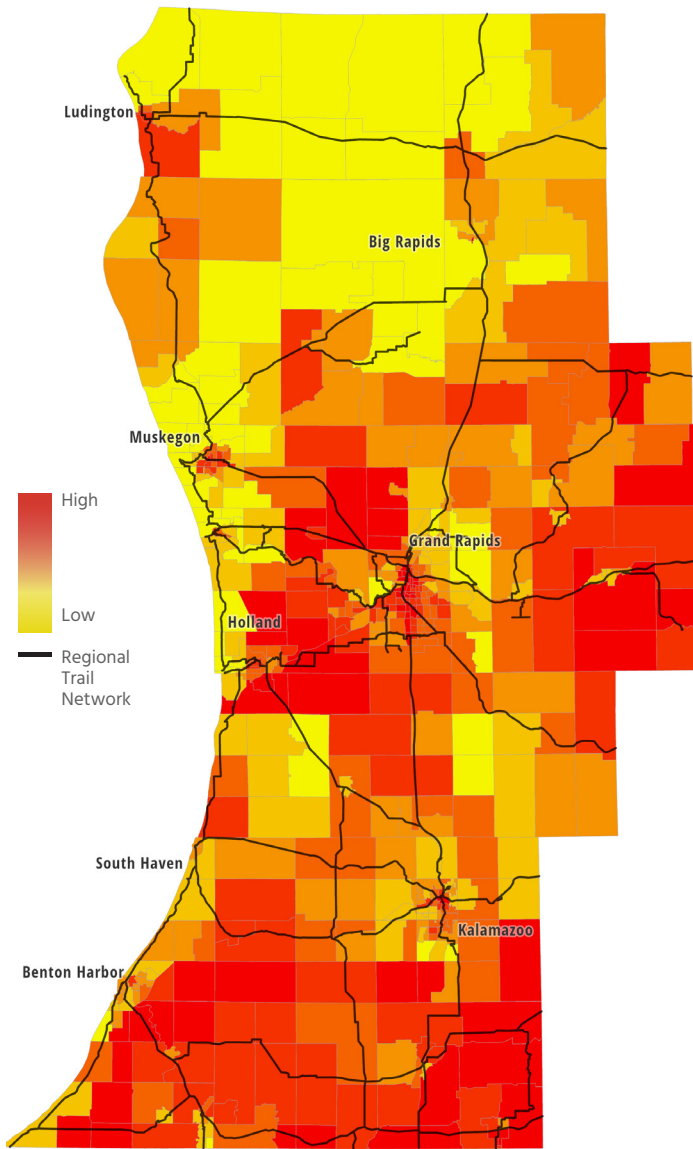 Ludington
Big Rapids
Muskegon
High
Grand Rapids
Low
Holland
Regional
Trail
Network
South Haven
Kalamazoo
Benton Harbor